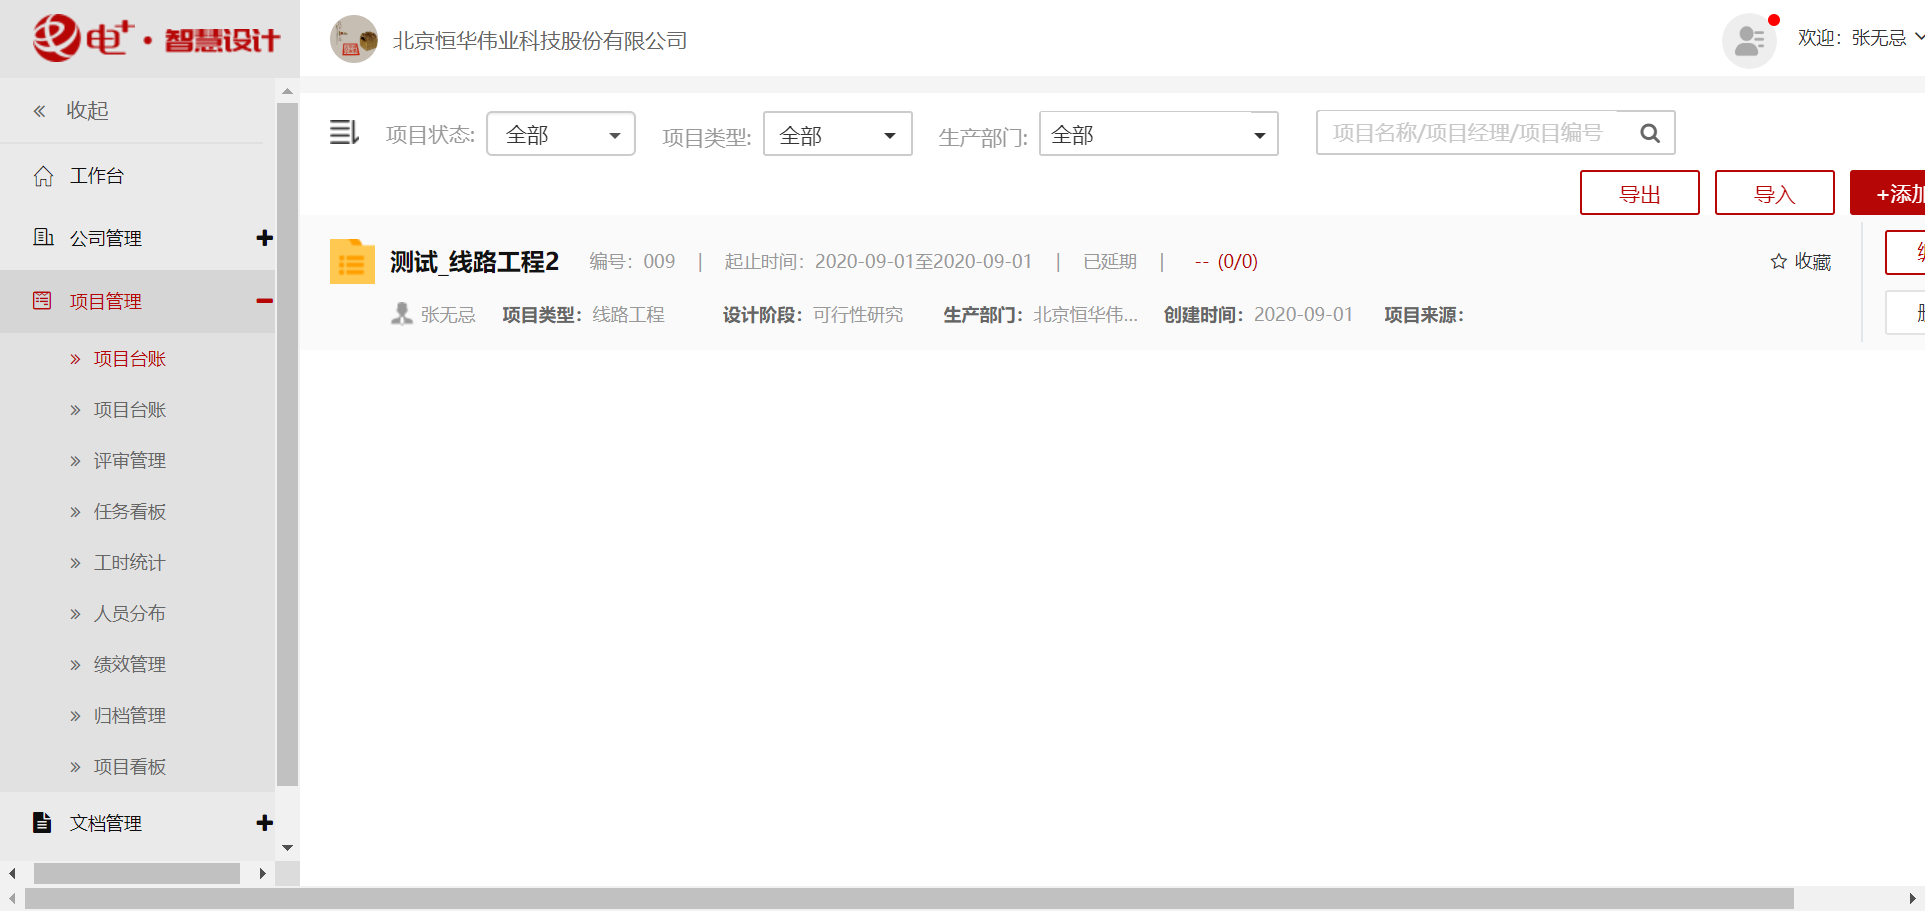 电+·智慧设计
北京恒华伟业科技股份有限公司
欢迎：张无忌
收起
工作台
公司管理
项目管理
项目台账
项目台账
评审管理
任务看板
工时统计
人员分布
绩效管理
归档管理
项目看板
文档管理
项目状态: 全部 项目类型: 全部 生产部门: 全部 项目名称/项目经理/项目编号
导出 导入 +添加
测试_线路工程2 编号：009 | 起止时间：2020-09-01至2020-09-01 | 已延期 | -- (0/0) 收藏
张无忌 项目类型：线路工程 设计阶段：可行性研究 生产部门：北京恒华伟... 创建时间：2020-09-01 项目来源：